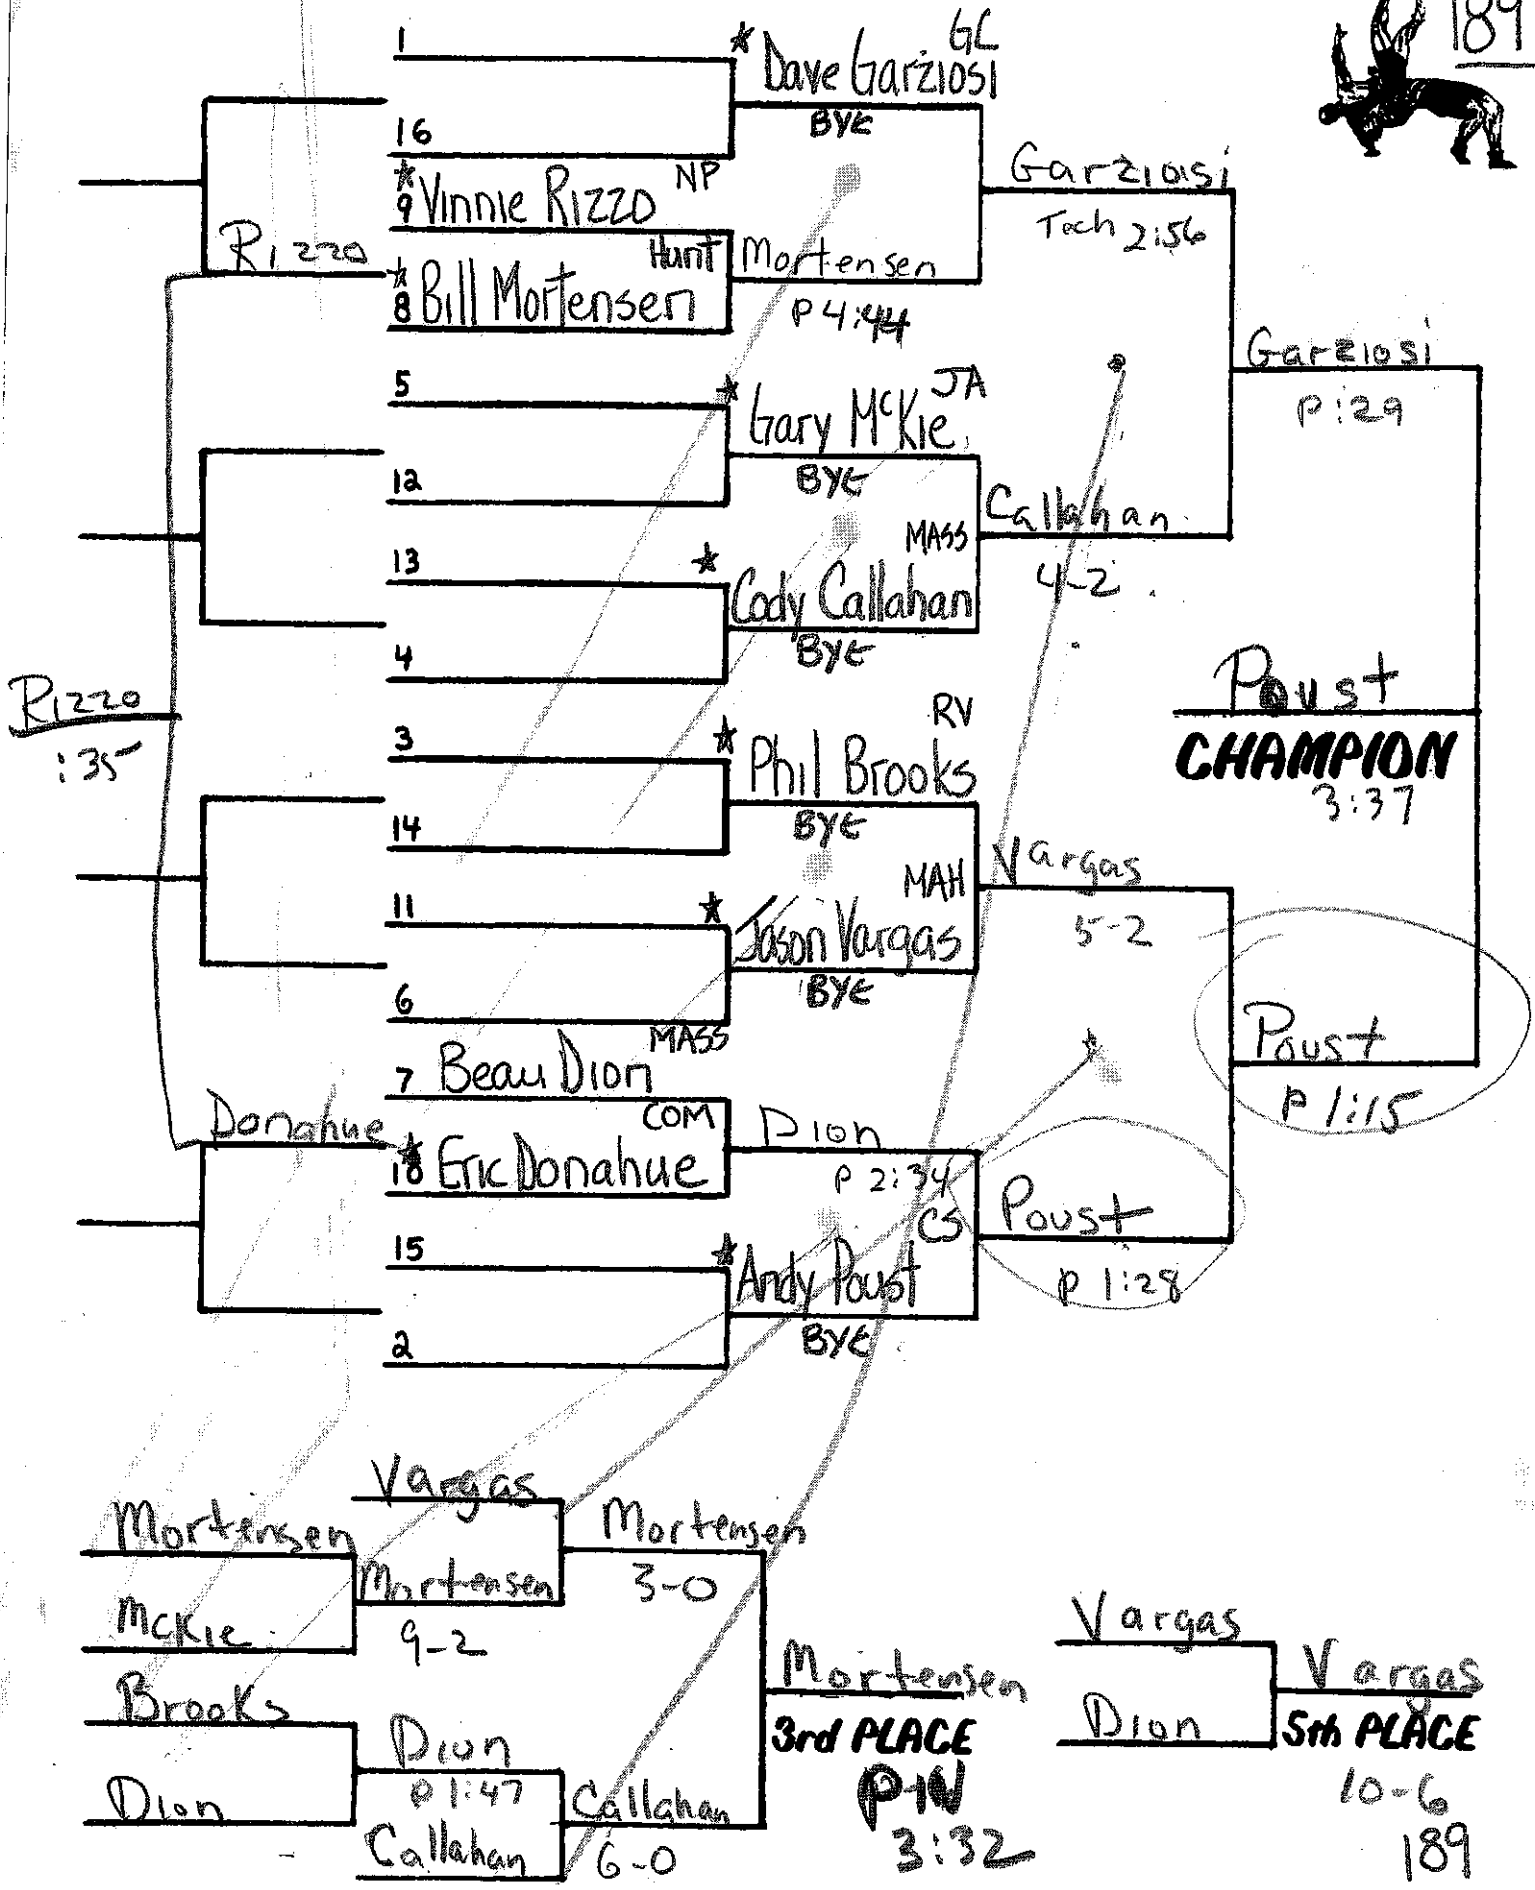 189
1
★ Dave Garziosi GC
BYE
16
★ 9 Vinnie Rizzo NP
Garziosi
Tech 2:56
Rizzo
★ 8 Bill Mortensen Hunt
Mortensen
P 4:44
Garziosi
P :29
5
★ Gary McKie JA
BYE
12
Callahan
4-2
13
★ Cody Callahan MASS
BYE
4
Rizzo
:35
Poust
CHAMPION
3:37
3
★ Phil Brooks RV
BYE
14
Vargas
5-2
11
★ Jason Vargas MAH
BYE
6
Poust
P 1:15
7 Beau Dion MASS
Dion
P 2:34
Donahue
★ 10 Eric Donahue COM
Poust
P 1:28
15
★ Andy Poust CS
BYE
2
Vargas
Mortensen
Mortensen
3-0
Mortensen
9-2
McKie
Vargas
Mortensen
3rd PLACE
PIN
3:32
Vargas
5th PLACE
10-6
Brooks
Dion
P 1:47
Dion
Dion
Callahan
6-0
Callahan
189